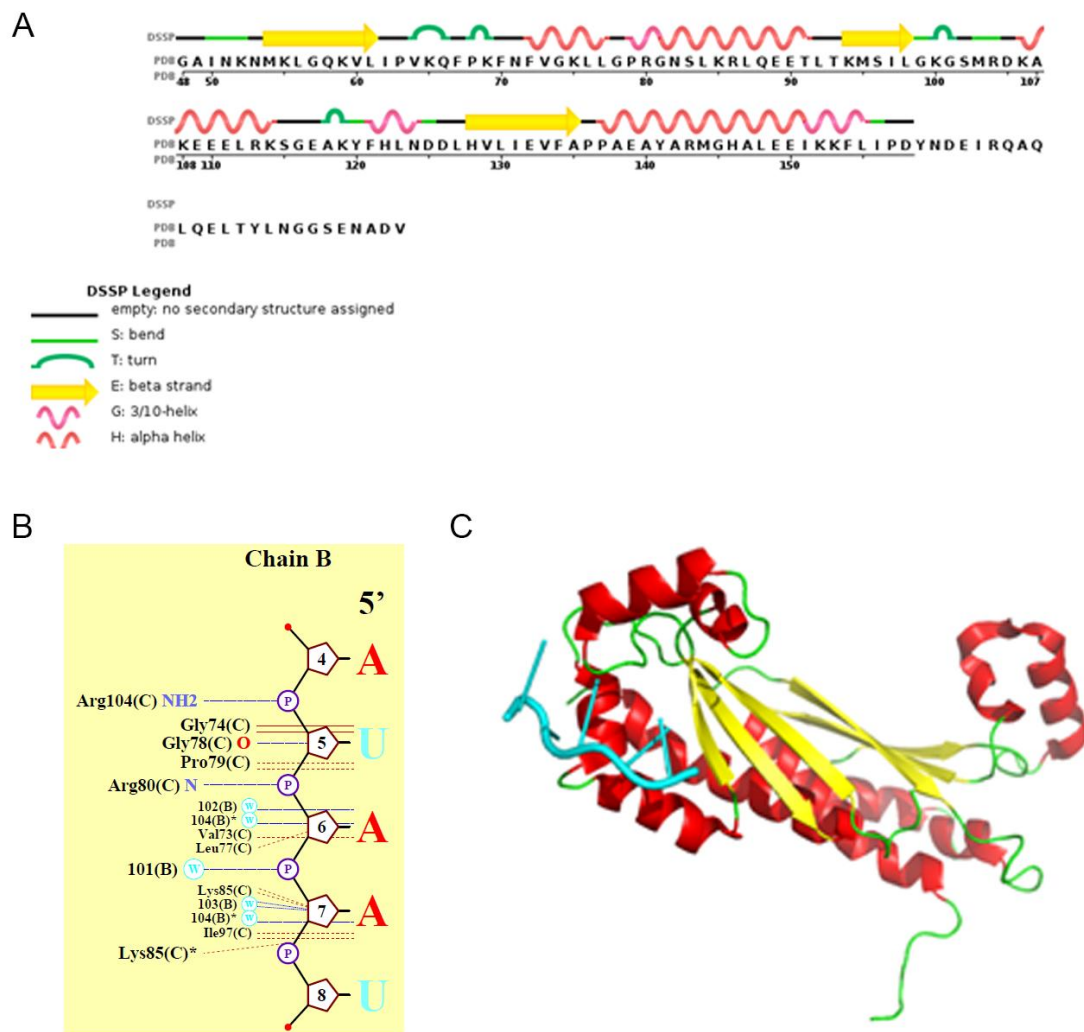 A
DSSP
G A I N K N M K L G Q K V L I P V K Q F P K F N F V G K L L G P R G N S L K R L Q E E T L T K M S I L G K G S M R D K A
PDB
PDB
48 50 60 70 80 90 100 107
DSSP
K E E E L R K S G E A K Y F H L N D D L H V L I E V F A P P A E A Y A R M G H A L E E I K K F L I P D Y N D E I R Q A Q
PDB
PDB
108 110 120 130 140 150
DSSP
PDB L Q E L T Y L N G G S E N A D V
PDB
DSSP Legend
empty: no secondary structure assigned
S: bend
T: turn
E: beta strand
G: 3/10-helix
H: alpha helix
B
C
Chain B
5’
4 A
Arg104(C) NH2 P
Gly74(C)
Gly78(C) O 5 U
Pro79(C)
Arg80(C) N P
102(B) W
104(B)* W 6 A
Val73(C)
Leu77(C)
101(B) W P
Lys85(C)
103(B) W 7 A
104(B)* W
Ile97(C)
Lys85(C)* P
8 U